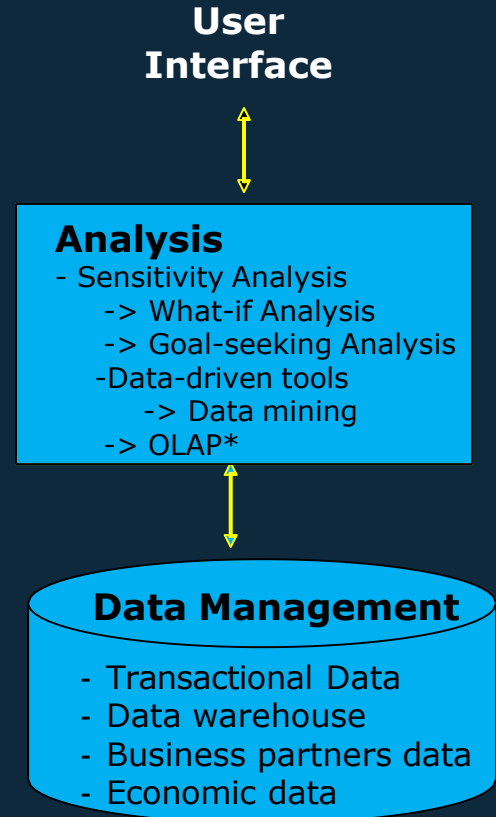 User
Interface
Analysis
- Sensitivity Analysis
-> What-if Analysis
-> Goal-seeking Analysis
-Data-driven tools
-> Data mining
-> OLAP*
Data Management
- Transactional Data
- Data warehouse
- Business partners data
- Economic data